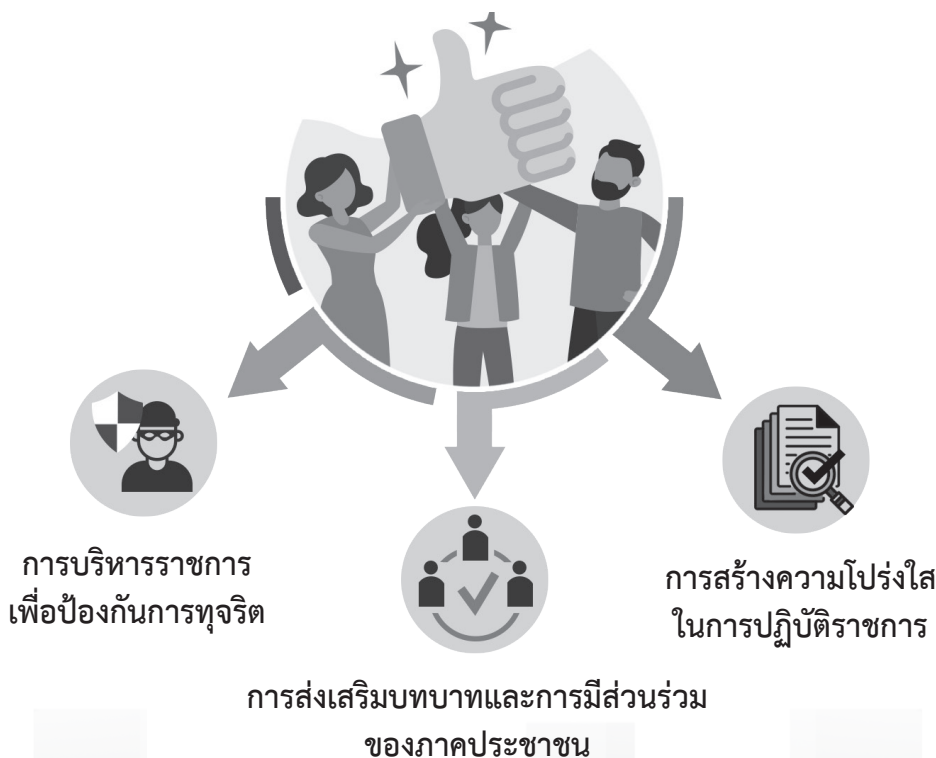 การบริหารราชการ
เพื่อป้องกันการทุจริต
การส่งเสริมบทบาทและการมีส่วนร่วม
ของภาคประชาชน
การสร้างความโปร่งใส
ในการปฏิบัติราชการ